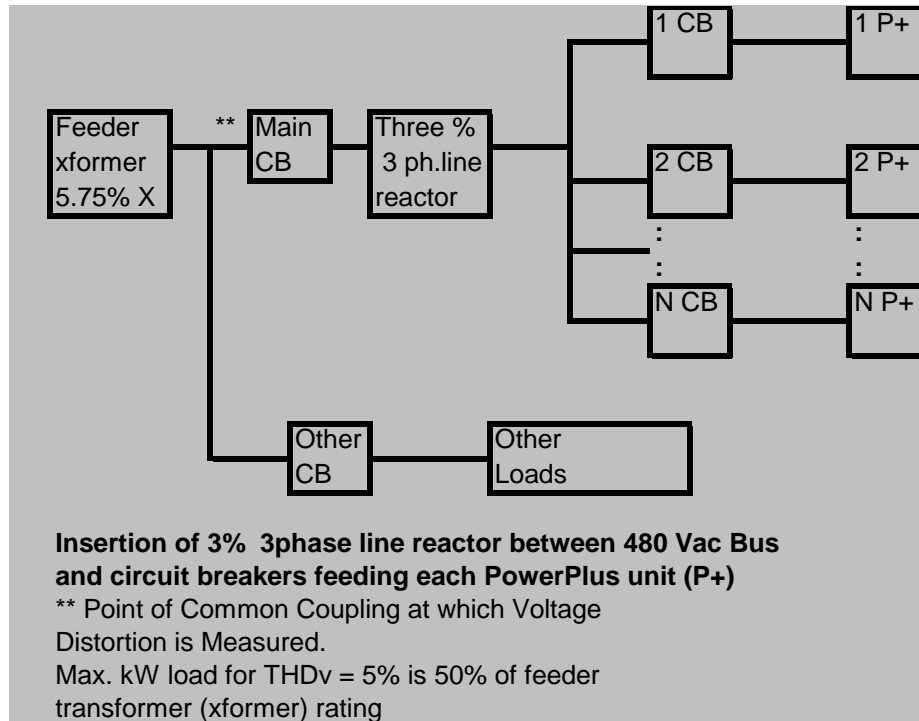 1 CB
1 P+
Feeder
xformer
5.75% X
**
Main
CB
Three %
3 ph.line
reactor
2 CB
2 P+
:
:
:
:
N CB
N P+
Other
CB
Other
Loads
Insertion of 3% 3phase line reactor between 480 Vac Bus
and circuit breakers feeding each PowerPlus unit (P+)
** Point of Common Coupling at which Voltage
Distortion is Measured.
Max. kW load for THDv = 5% is 50% of feeder
transformer (xformer) rating